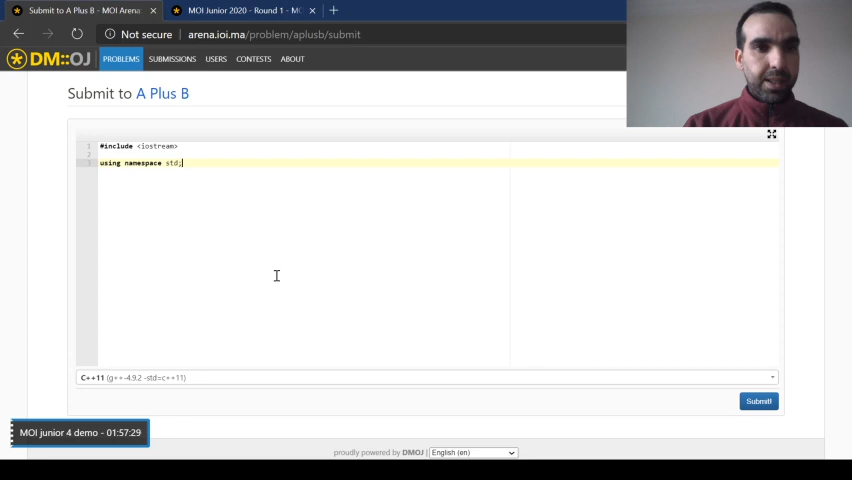 Submit to A Plus B - MOI Arena
MOI Junior 2020 - Round 1 - MO
Not secure
arena.ioi.ma/problem/aplusb/submit
DM::OJ
PROBLEMS
SUBMISSIONS
USERS
CONTESTS
ABOUT
Submit to A Plus B
1 #include <iostream>
2
3 using namespace std;
C++11 (g++-4.9.2 -std=c++11)
Submit!
MOI junior 4 demo - 01:57:29
proudly powered by DMOJ | English (en)